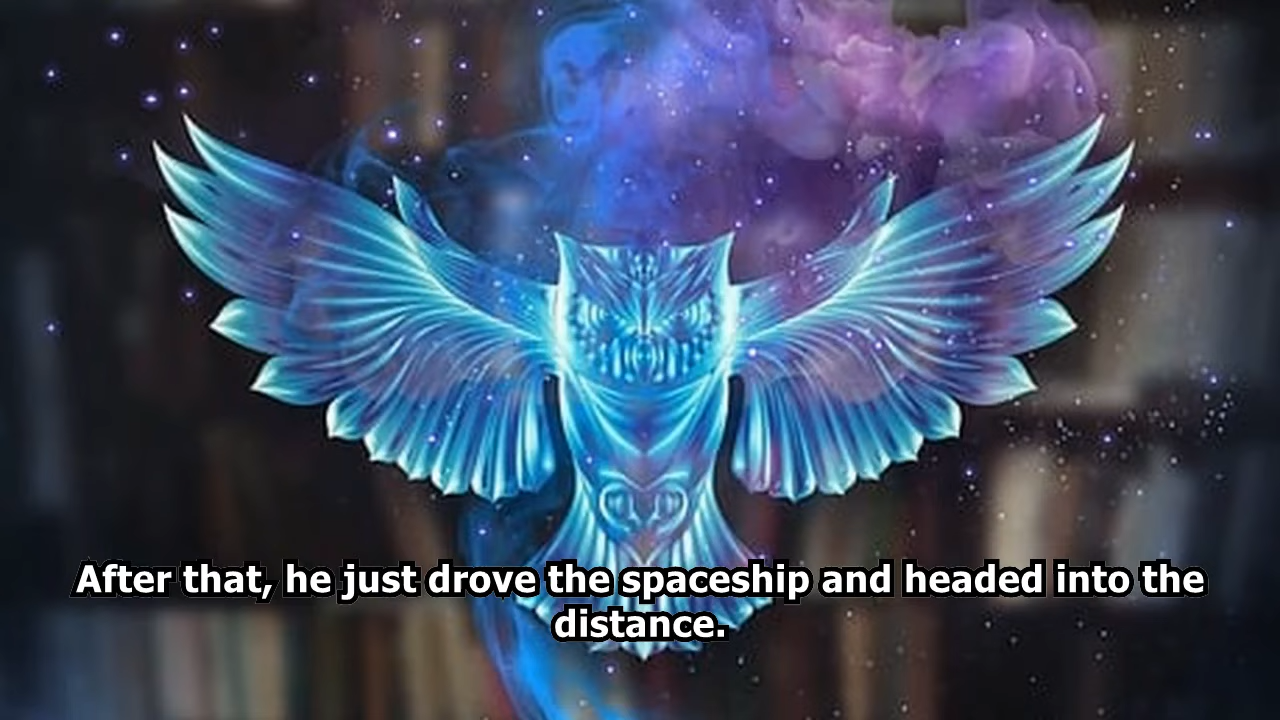 After that, he just drove the spaceship and headed into the
distance.